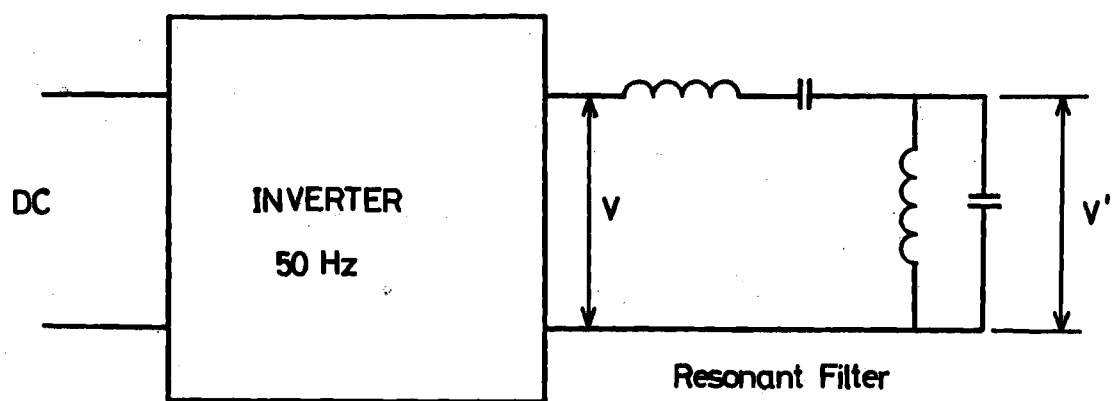 DC
INVERTER
50 Hz
V
V'
Resonant Filter